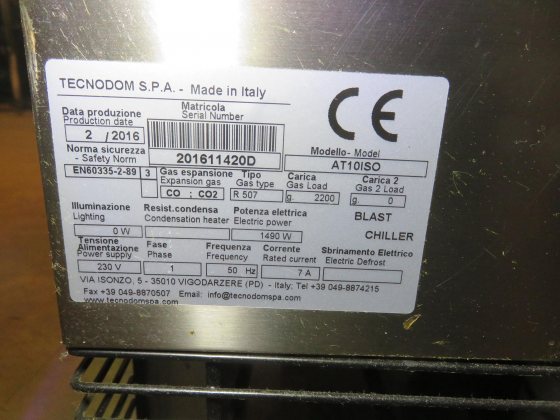 TECNODOM S.P.A. - Made in Italy
CE
Data produzione
Production date
2 / 2016
Matricola
Serial Number
201611420D
Modello- Model
AT10ISO
Norma sicurezza
- Safety Norm
EN60335-2-89 3
Gas espansione
Expansion gas
CO ; CO2
Tipo
Gas type
R 507
Carica
Gas Load
g. 2200
Carica 2
Gas 2 Load
g. 0
Illuminazione
Lighting
0 W
Resist.condensa
Condensation heater
Potenza elettrica
Electric power
1490 W
BLAST
CHILLER
Tensione
Alimentazione
Power supply
230 V
Fase
Phase
1
Frequenza
Frequency
50 Hz
Corrente
Rated current
7 A
Sbrinamento Elettrico
Electric Defrost
VIA ISONZO, 5 - 35010 VIGODARZERE (PD) - Italy; Tel +39 049-8874215
Fax +39 049-8870507 Email: info@tecnodomspa.com
www.tecnodomspa.com